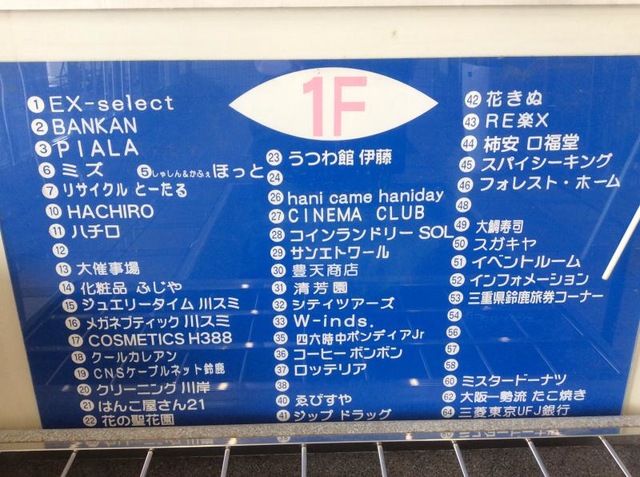 1F
① EX-select
② BANKAN
③ PIALA
⑥ ミズ ⑤ しゃしん&かふぇ ほっと
⑦ リサイクル とーたる
⑩ HACHIRO
⑪ ハチロ
⑫
⑬ 大催事場
⑭ 化粧品 ふじや
⑮ ジュエリータイム 川スミ
⑯ メガネブティック 川スミ
⑰ COSMETICS H388
⑱ クールカレアン
⑲ CNSケーブルネット鈴鹿
⑳ クリーニング 川岸
㉑ はんこ屋さん21
㉒ 花の聖花園
㉓ うつわ館 伊藤
㉔
㉖ hani came haniday
㉗ CINEMA CLUB
㉘ コインランドリー SOL
㉙ サンエトワール
㉚ 豊天商店
㉛ 清芳園
㉜ シティツアーズ
㉝ W-inds.
㉟ 四六時中ボンディアJr
㊱ コーヒー ボンボン
㊲ ロッテリア
㊳
㊵ ゑびすや
㊶ ジップ ドラッグ
㊷ 花きぬ
㊸ RE楽X
㊹ 柿安 口福堂
㊺ スパイシーキング
㊻ フォレスト・ホーム
㊽
㊾ 大鯛寿司
㊿ スガキヤ
51 イベントルーム
52 インフォメーション
53 三重県鈴鹿旅券コーナー
54
56
57
58
60 ミスタードーナツ
62 大阪一勢流 たこ焼き
64 三菱東京UFJ銀行